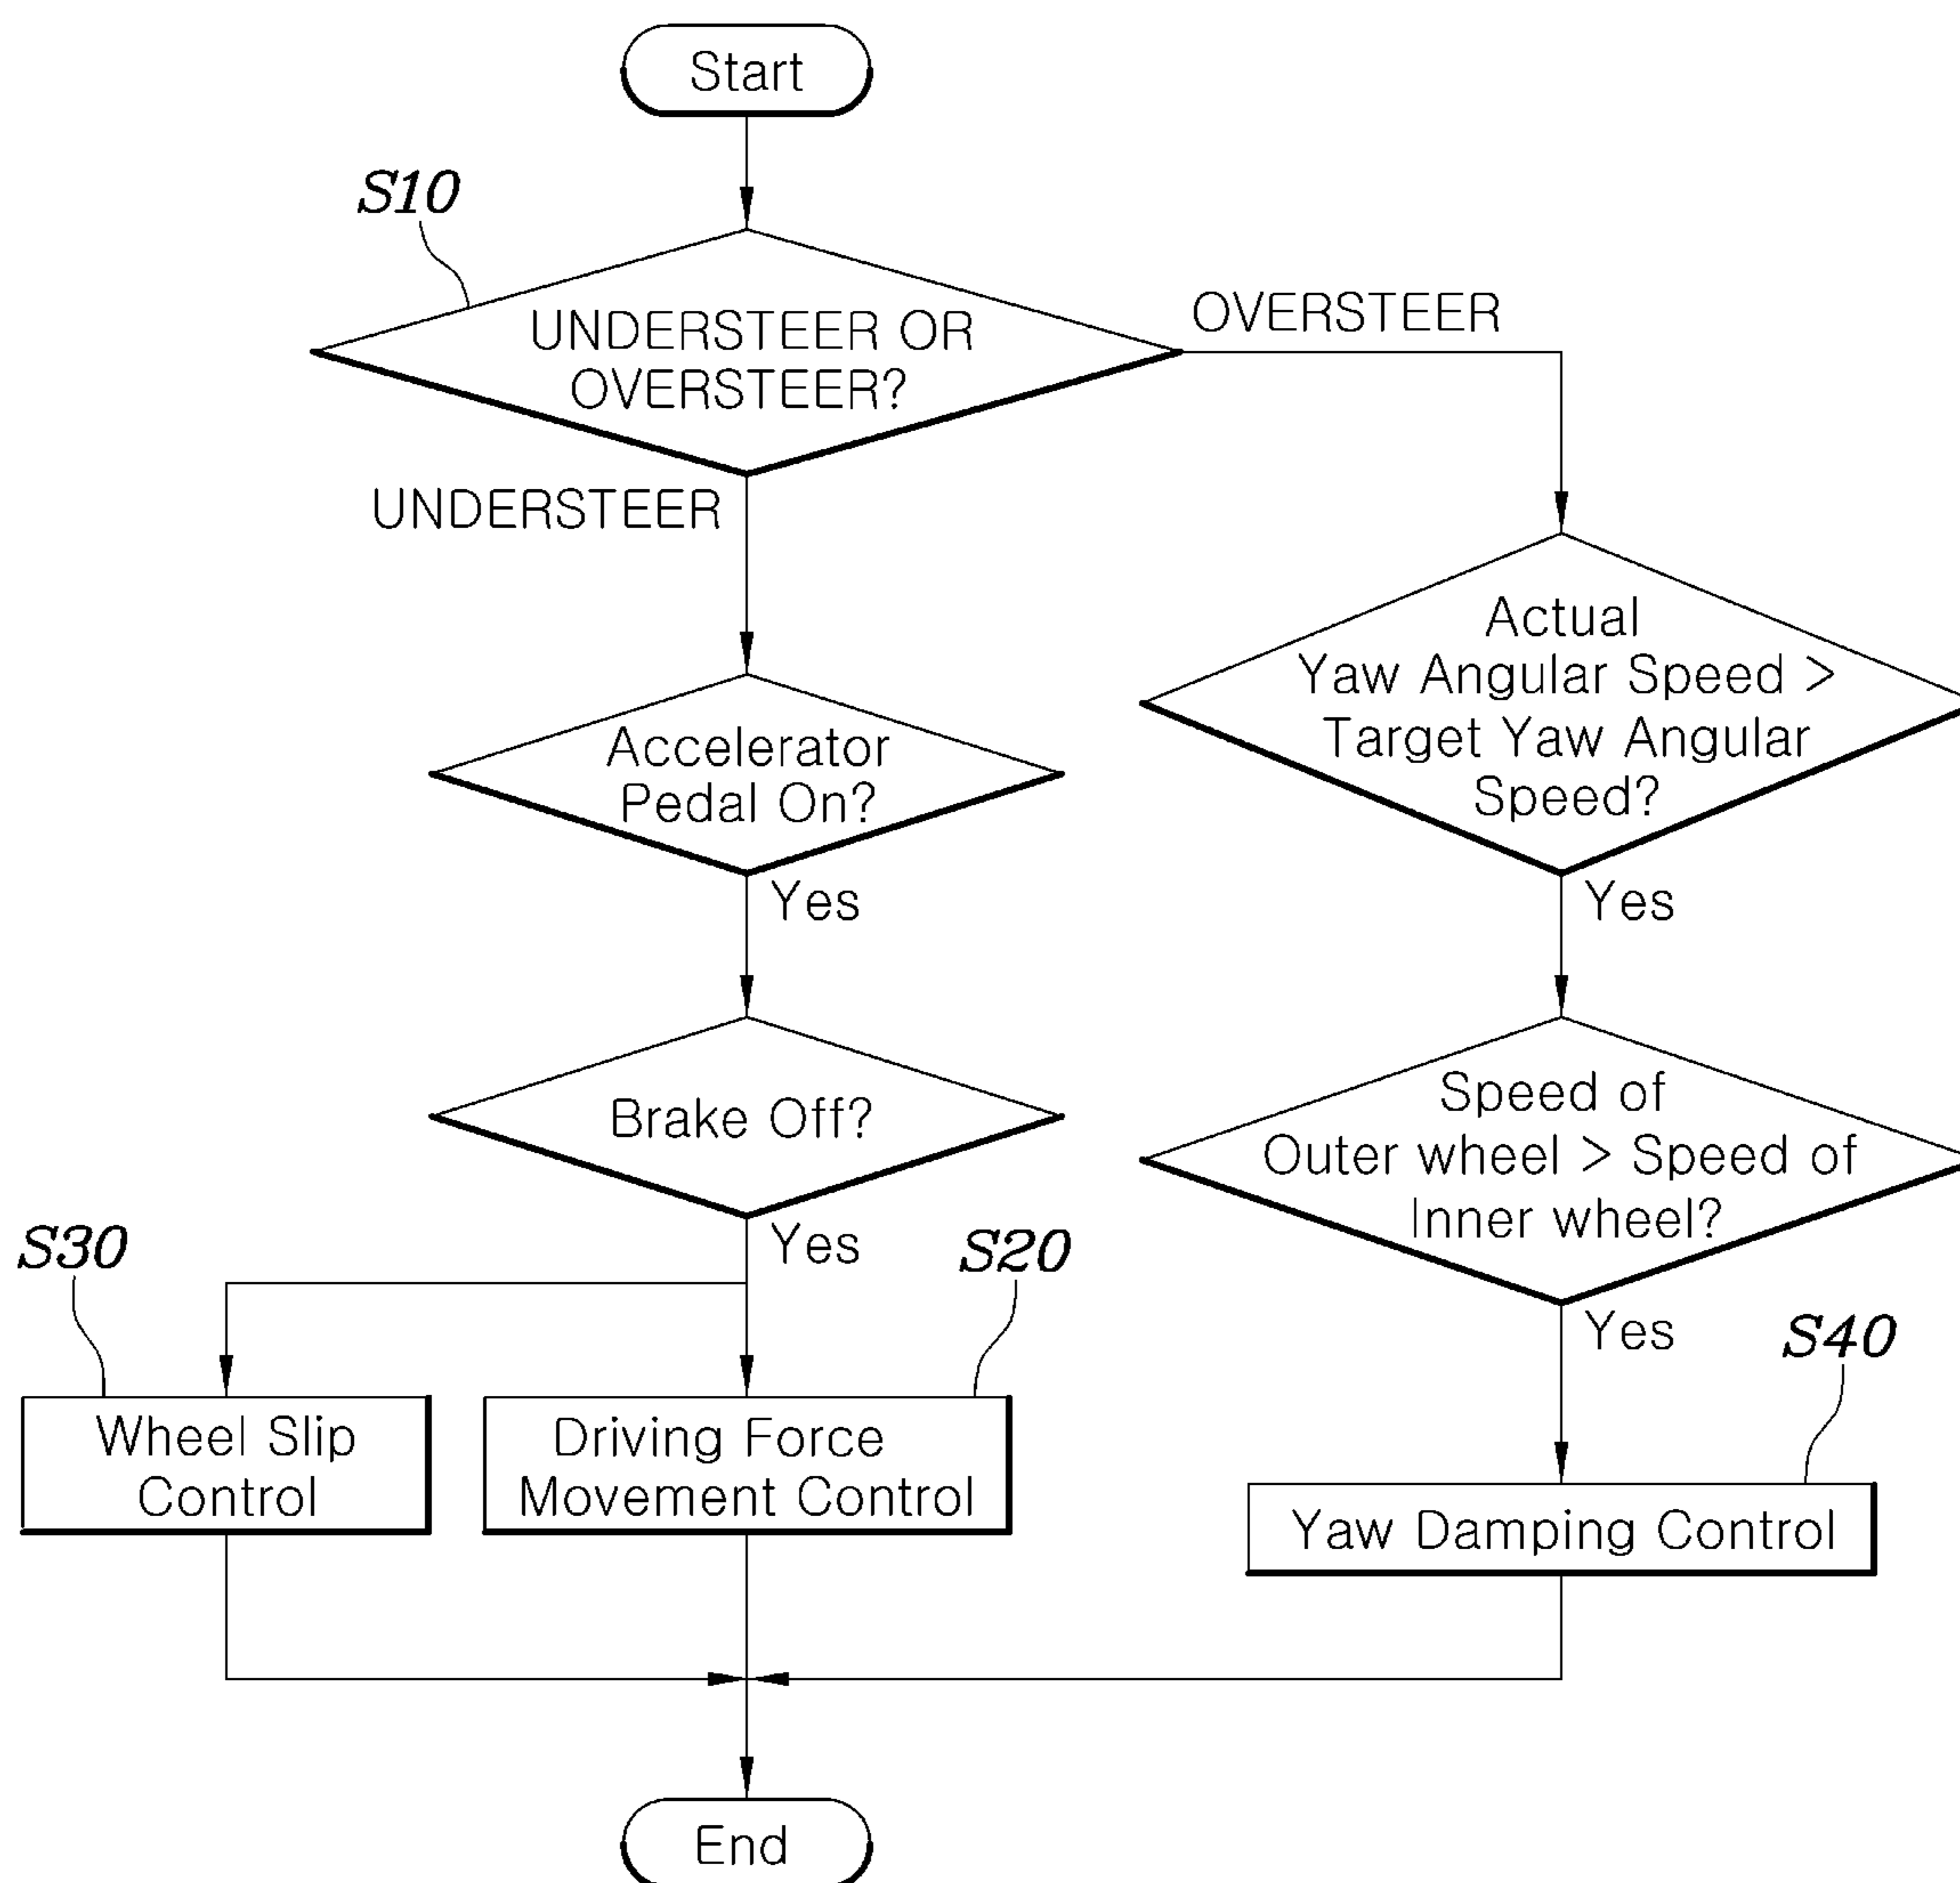 Start
S10
UNDERSTEER OR
OVERSTEER?
OVERSTEER
UNDERSTEER
Accelerator
Pedal On?
Yes
Brake Off?
Yes
S30
S20
Wheel Slip
Control
Driving Force
Movement Control
Actual
Yaw Angular Speed >
Target Yaw Angular
Speed?
Yes
Speed of
Outer wheel > Speed of
Inner wheel?
Yes
S40
Yaw Damping Control
End